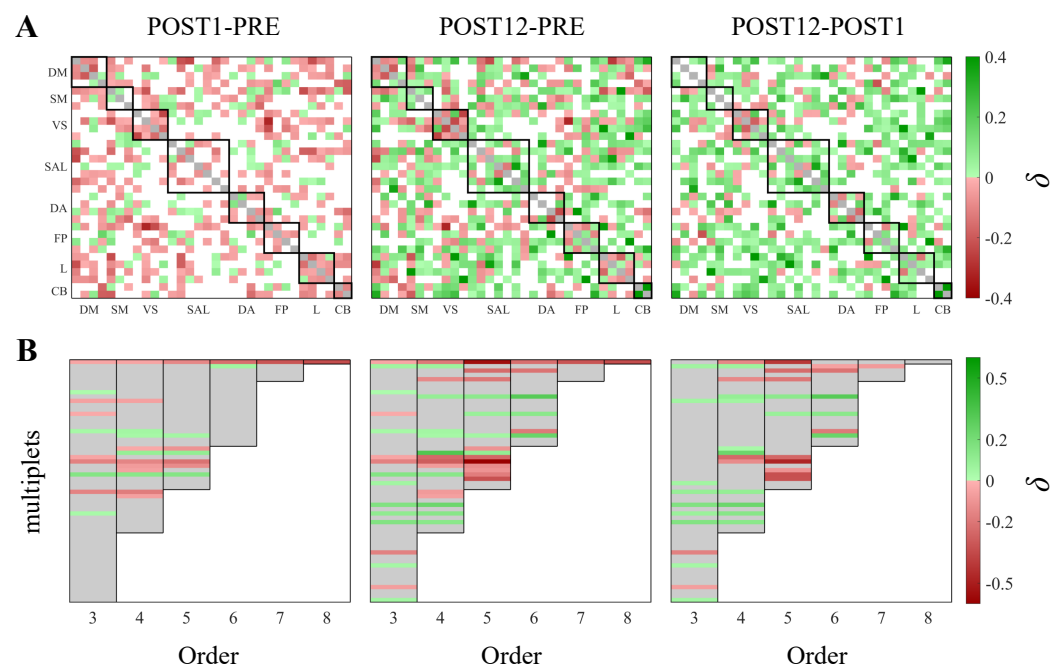 A
POST1-PRE
POST12-PRE
POST12-POST1
DM
SM
VS
SAL
DA
FP
L
CB
DM SM VS SAL DA FP L CB
DM SM VS SAL DA FP L CB
DM SM VS SAL DA FP L CB
0.4
0.2
0
-0.2
-0.4
δ
B
multiplets
3 4 5 6 7 8
3 4 5 6 7 8
3 4 5 6 7 8
Order
Order
Order
0.5
0.2
0
-0.2
-0.5
δ